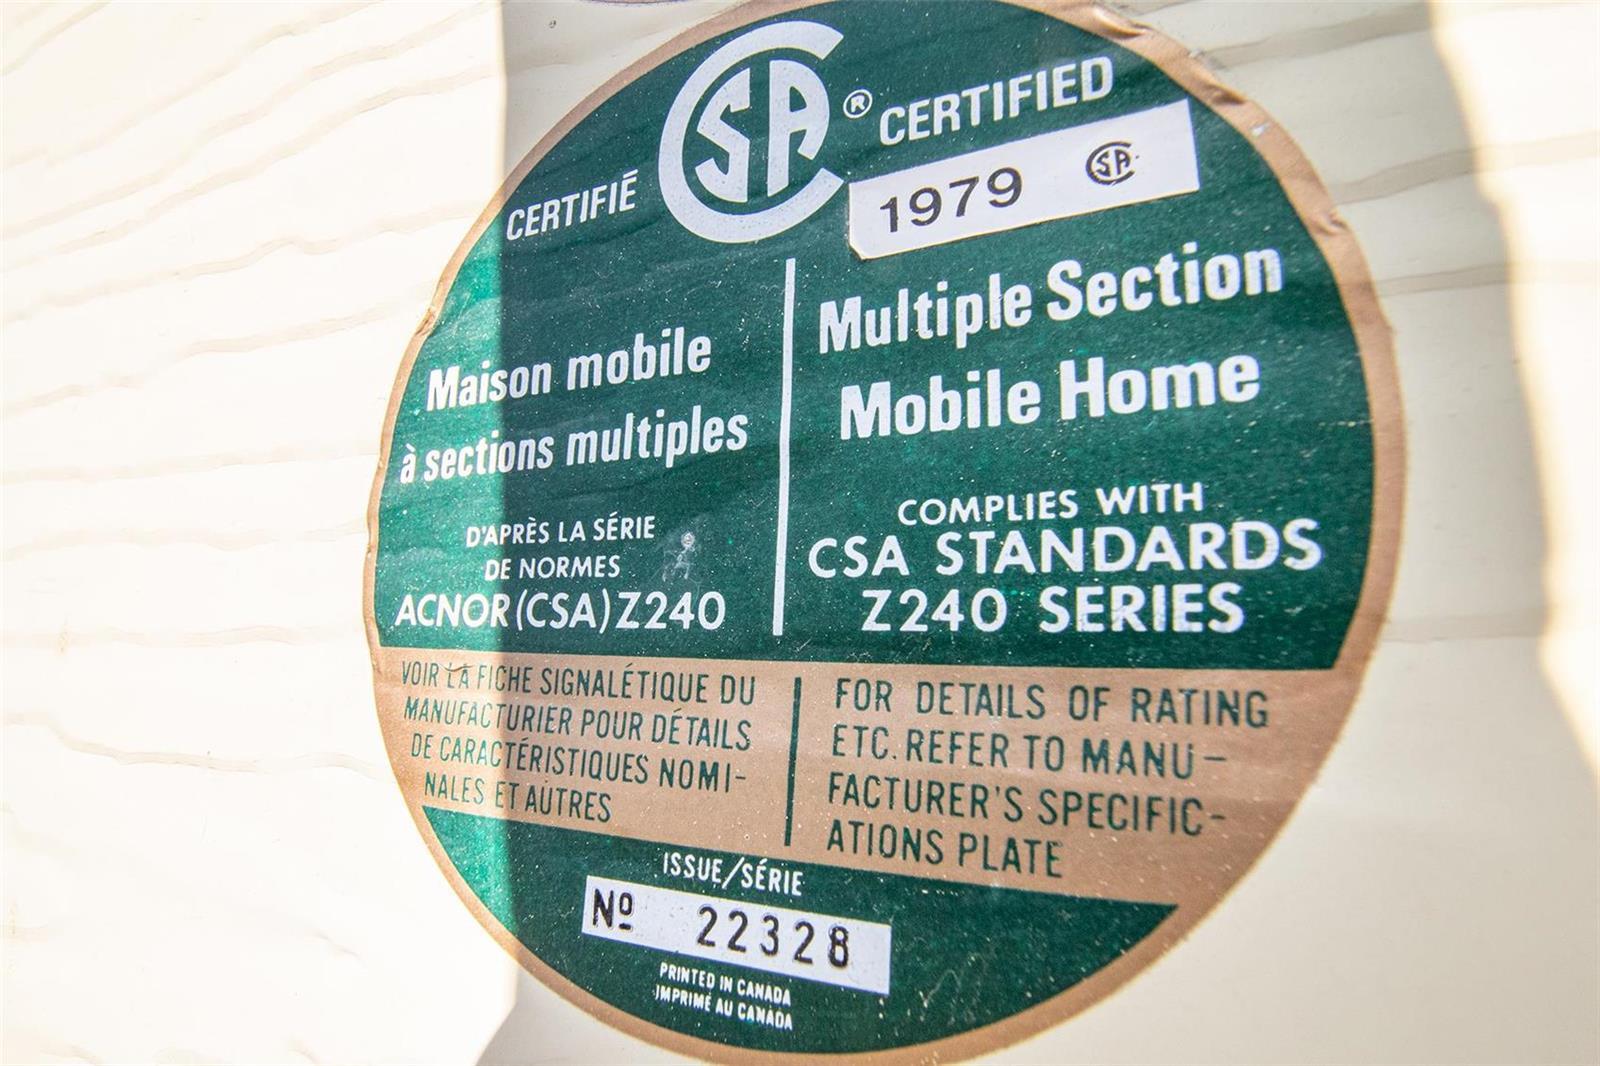 CSA ®
CERTIFIÉ
CERTIFIED
1979 CSA
Maison mobile
à sections multiples
D'APRÈS LA SÉRIE
DE NORMES
ACNOR (CSA) Z240
Multiple Section
Mobile Home
COMPLIES WITH
CSA STANDARDS
Z240 SERIES
VOIR LA FICHE SIGNALÉTIQUE DU
MANUFACTURIER POUR DÉTAILS
DE CARACTÉRISTIQUES NOMI-
NALES ET AUTRES
FOR DETAILS OF RATING
ETC. REFER TO MANU-
FACTURER'S SPECIFIC-
ATIONS PLATE
ISSUE/SÉRIE
Nº 22328
PRINTED IN CANADA
IMPRIMÉ AU CANADA